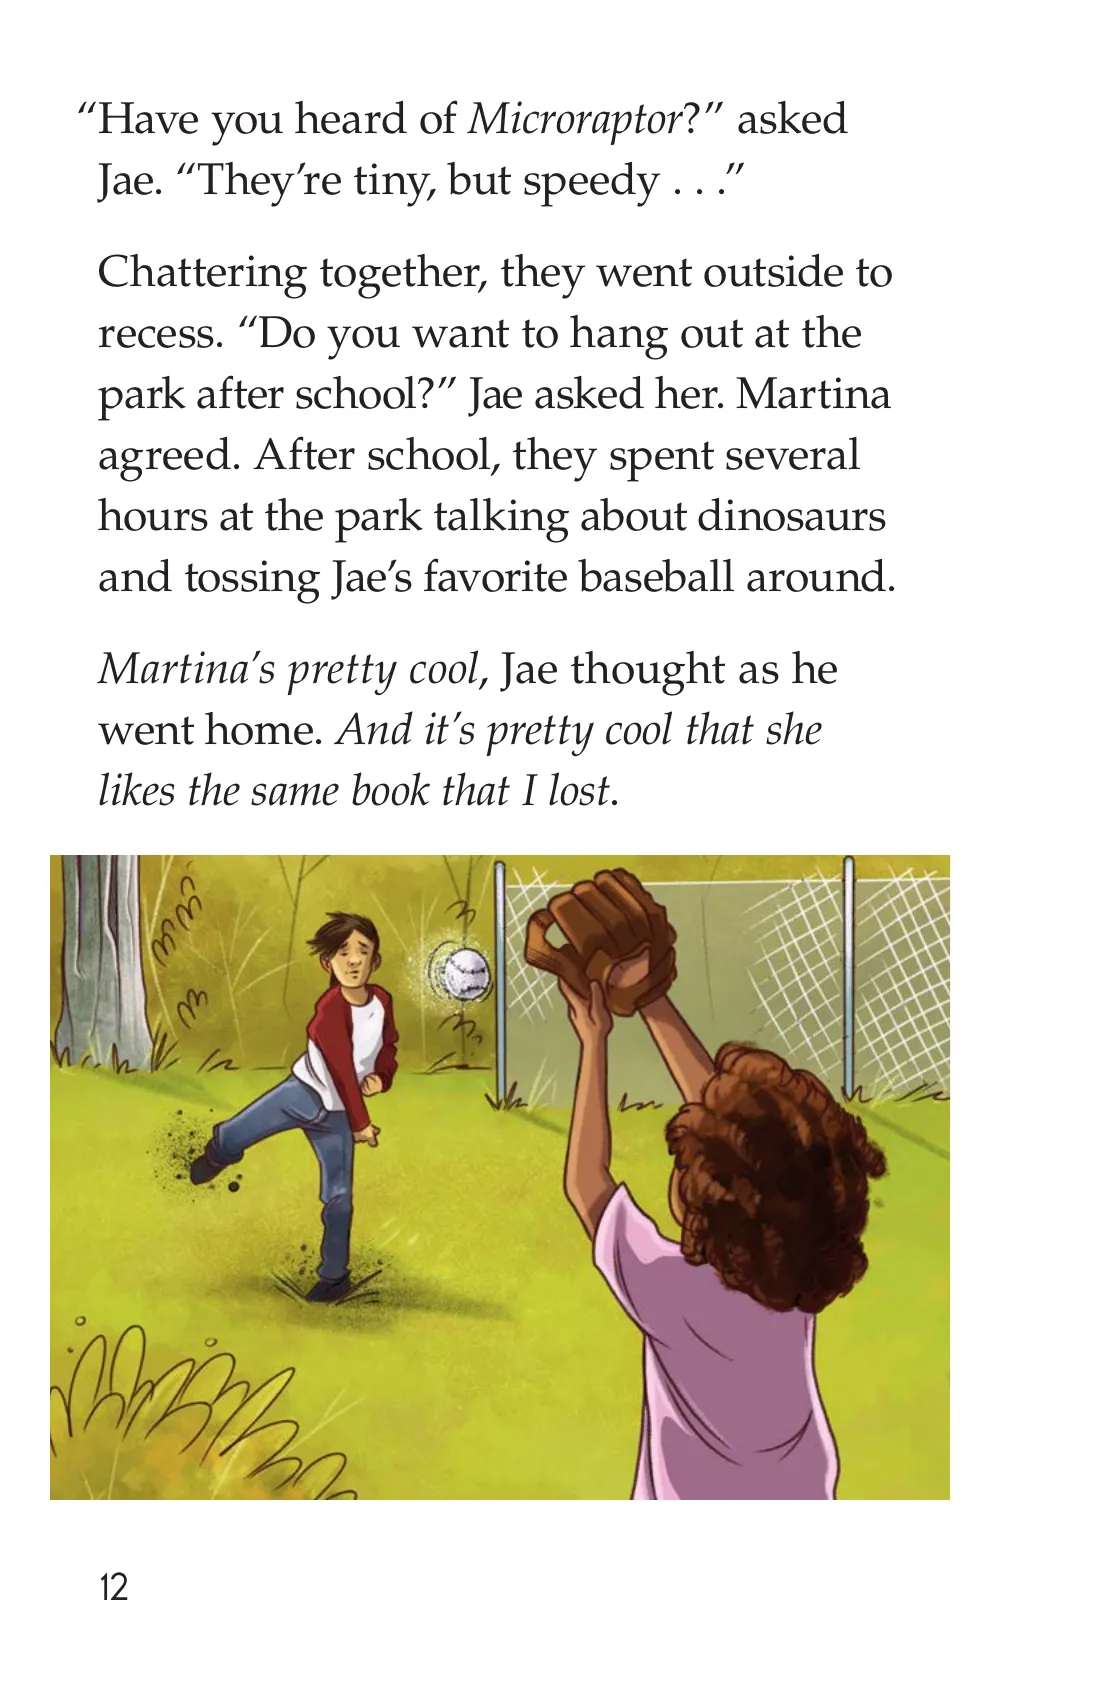 “Have you heard of Microraptor?” asked
Jae. “They’re tiny, but speedy . . .”
Chattering together, they went outside to
recess. “Do you want to hang out at the
park after school?” Jae asked her. Martina
agreed. After school, they spent several
hours at the park talking about dinosaurs
and tossing Jae’s favorite baseball around.
Martina’s pretty cool, Jae thought as he
went home. And it’s pretty cool that she
likes the same book that I lost.
12